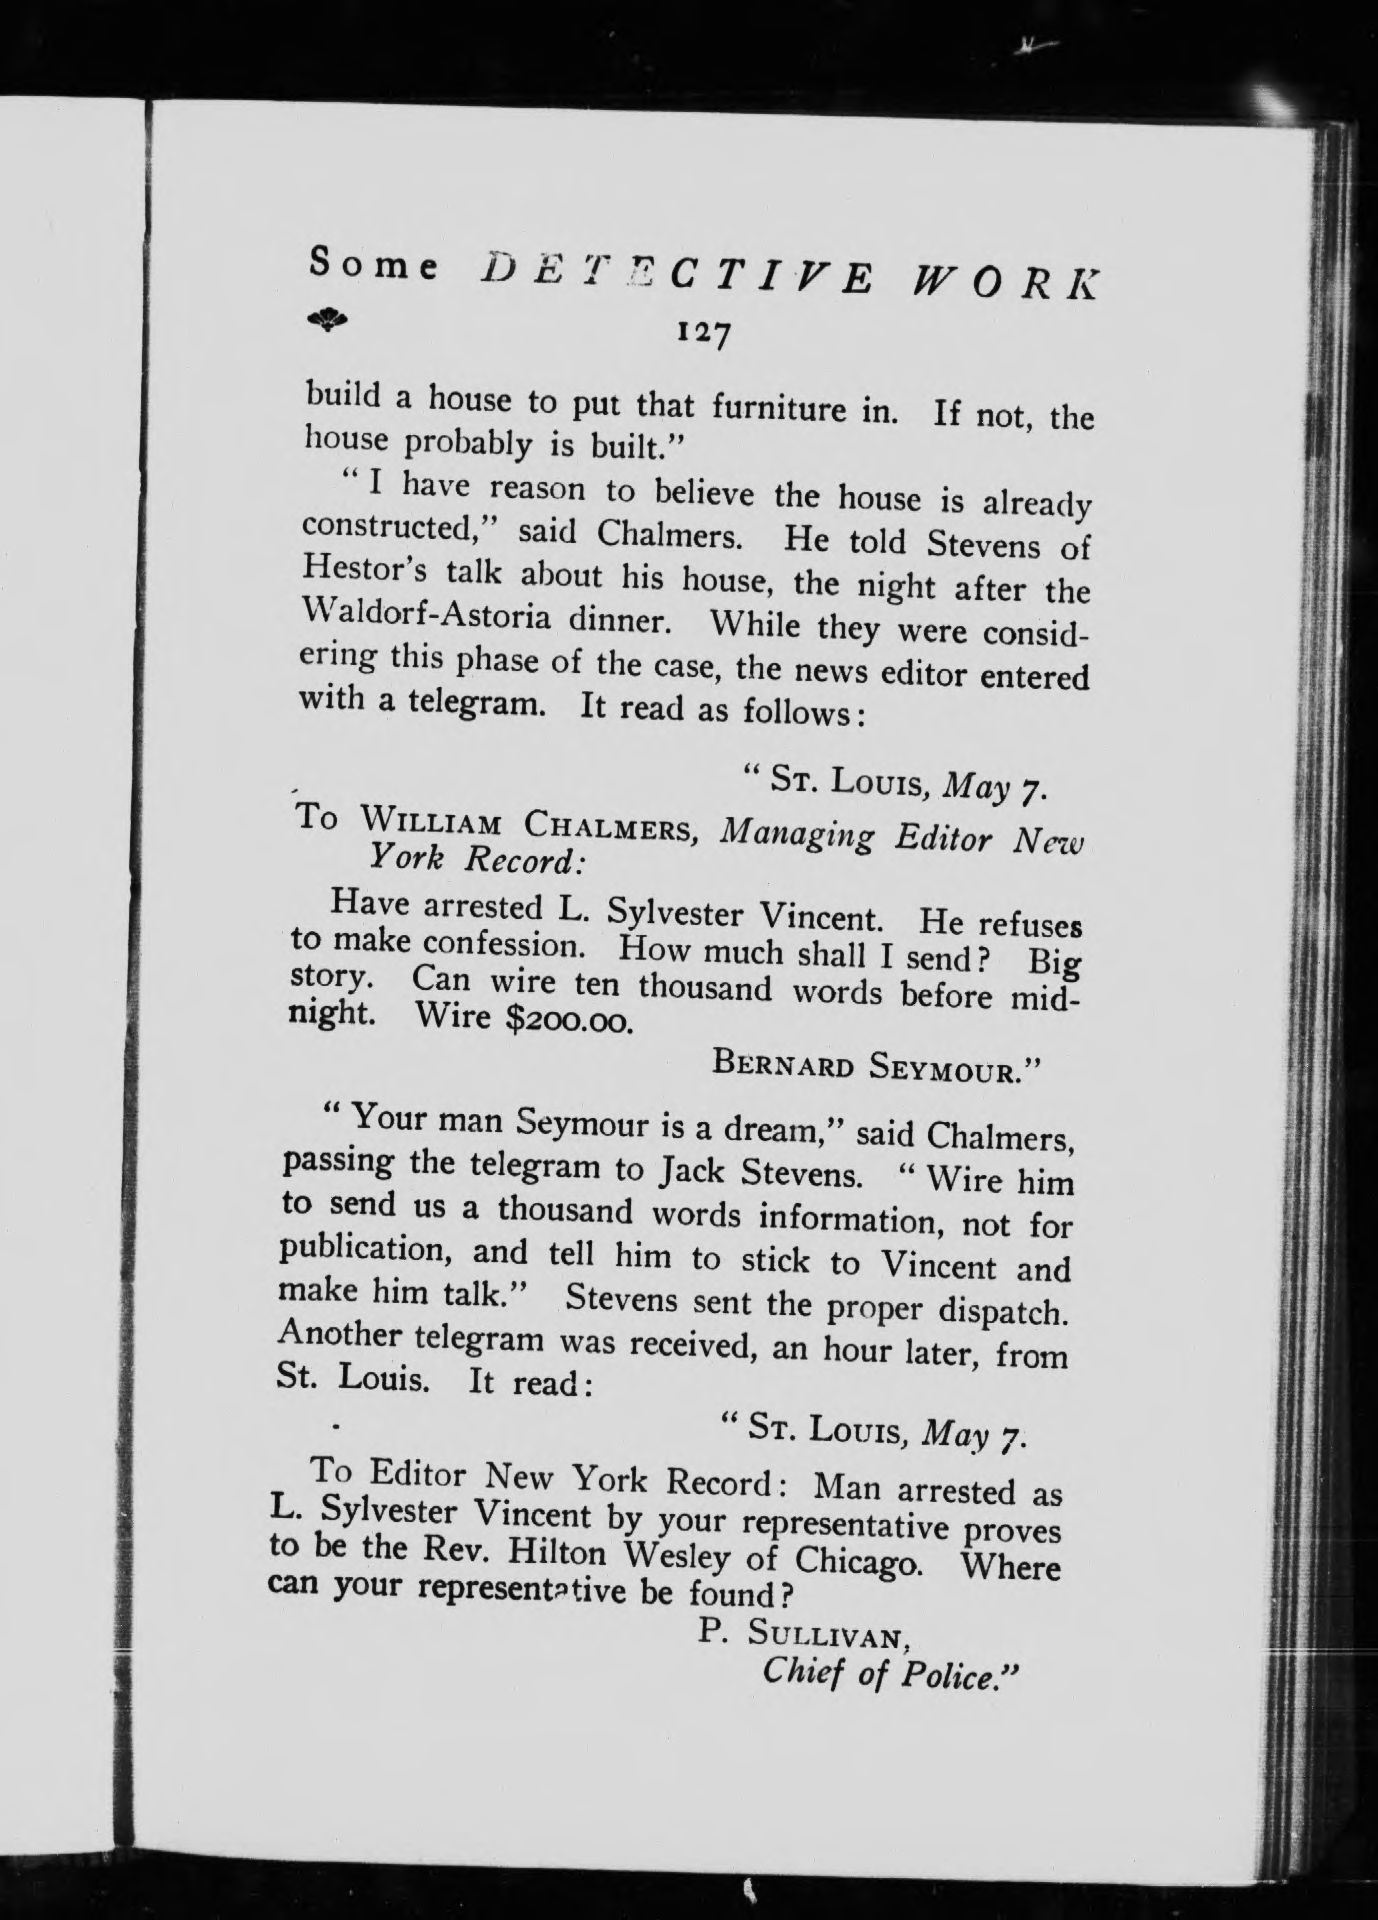 Some DETECTIVE WORK
127
build a house to put that furniture in. If not, the
house probably is built.”
“ I have reason to believe the house is already
constructed,” said Chalmers. He told Stevens of
Hestor’s talk about his house, the night after the
Waldorf-Astoria dinner. While they were consid-
ering this phase of the case, the news editor entered
with a telegram. It read as follows:
“ ST. LOUIS, May 7.
To WILLIAM CHALMERS, Managing Editor New
York Record:
Have arrested L. Sylvester Vincent. He refuses
to make confession. How much shall I send? Big
story. Can wire ten thousand words before mid-
night. Wire $200.00.
BERNARD SEYMOUR.”
“ Your man Seymour is a dream,” said Chalmers,
passing the telegram to Jack Stevens. “ Wire him
to send us a thousand words information, not for
publication, and tell him to stick to Vincent and
make him talk.” Stevens sent the proper dispatch.
Another telegram was received, an hour later, from
St. Louis. It read:
“ ST. LOUIS, May 7.
To Editor New York Record: Man arrested as
L. Sylvester Vincent by your representative proves
to be the Rev. Hilton Wesley of Chicago. Where
can your representative be found?
P. SULLIVAN,
Chief of Police.”